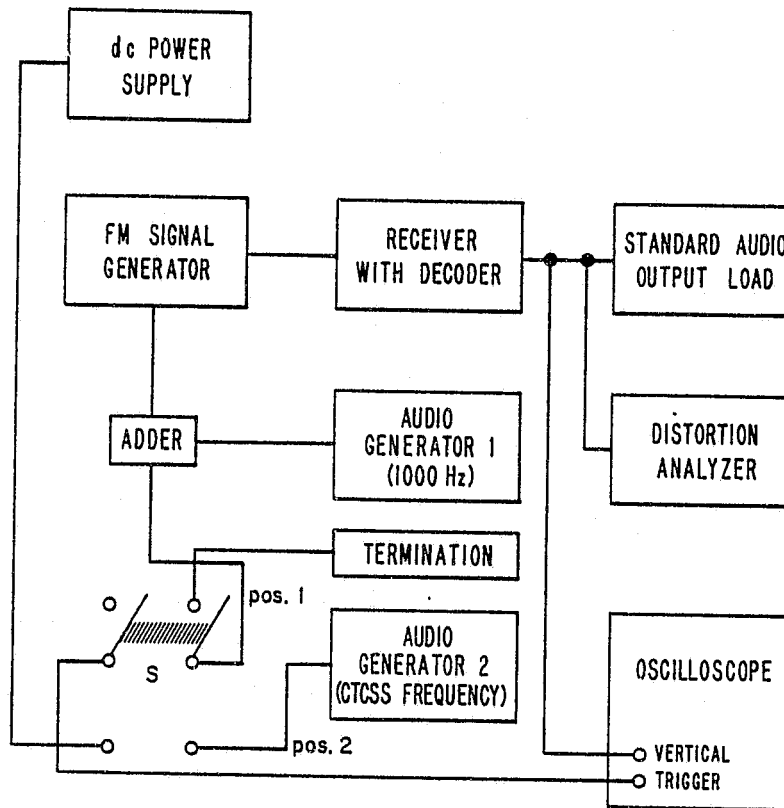 dc POWER
SUPPLY
FM SIGNAL
GENERATOR
RECEIVER
WITH DECODER
STANDARD AUDIO
OUTPUT LOAD
ADDER
AUDIO
GENERATOR 1
(1000 Hz)
DISTORTION
ANALYZER
TERMINATION
pos. 1
S
AUDIO
GENERATOR 2
(CTCSS FREQUENCY)
OSCILLOSCOPE
pos. 2
VERTICAL
TRIGGER